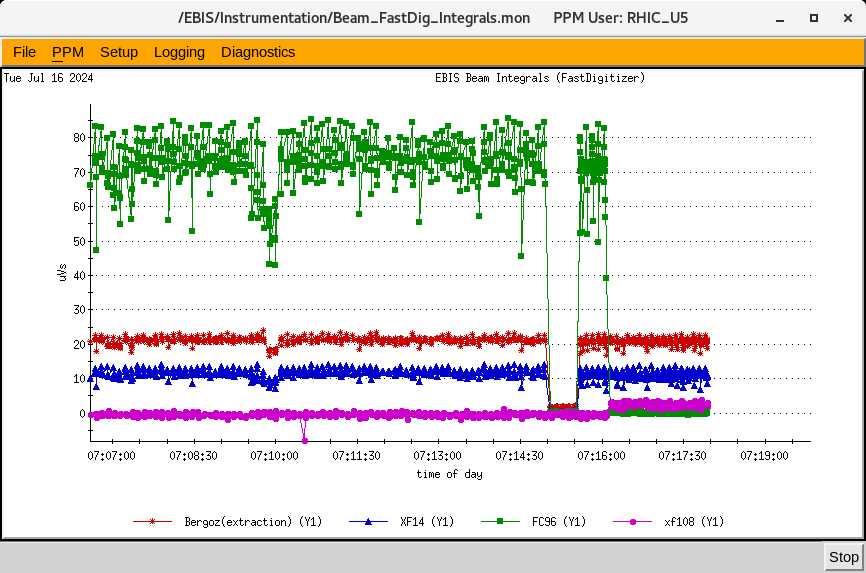 /EBIS/Instrumentation/Beam_FastDig_Integrals.mon PPM User: RHIC_U5
File PPM Setup Logging Diagnostics
Tue Jul 16 2024 EBIS Beam Integrals (FastDigitizer)
80
70
60
50
uVs
40
30
20
10
0
07:07:00 07:08:30 07:10:00 07:11:30 07:13:00 07:14:30 07:16:00 07:17:30 07:19:00
time of day
Bergoz(extraction) (Y1) XF14 (Y1) FC96 (Y1) xf108 (Y1)
Stop